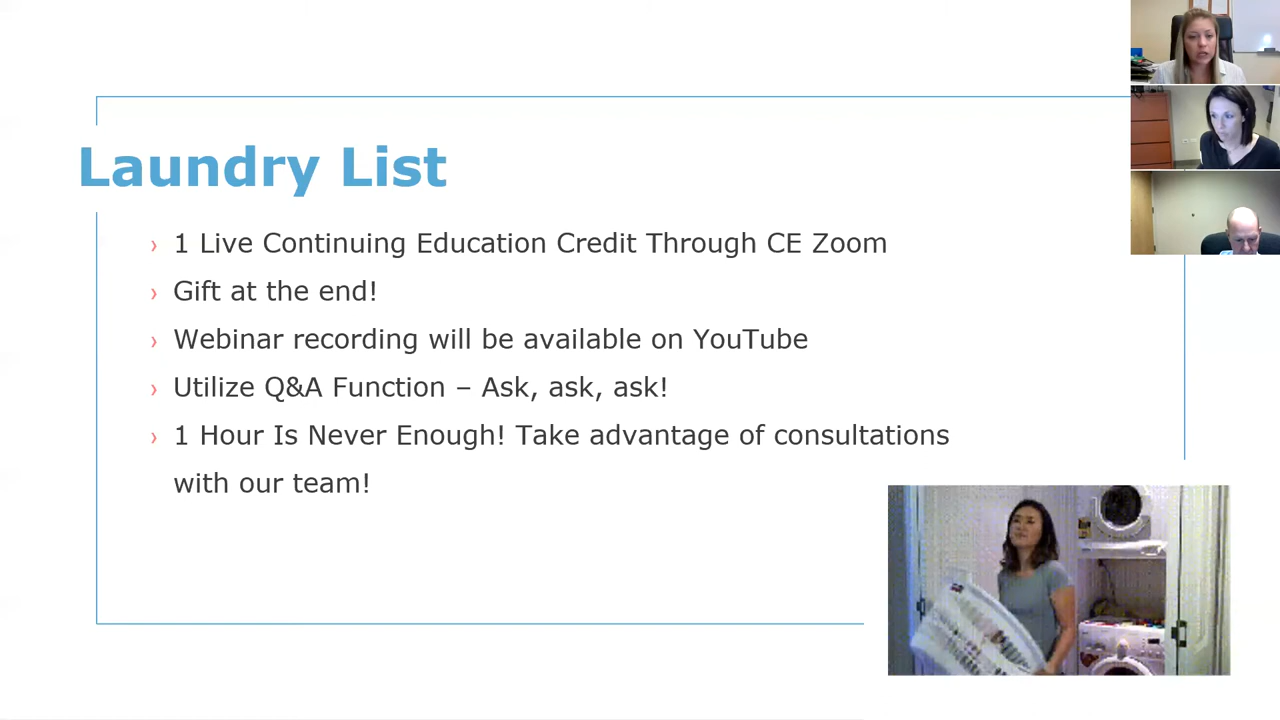 Laundry List
› 1 Live Continuing Education Credit Through CE Zoom
› Gift at the end!
› Webinar recording will be available on YouTube
› Utilize Q&A Function – Ask, ask, ask!
› 1 Hour Is Never Enough! Take advantage of consultations
with our team!